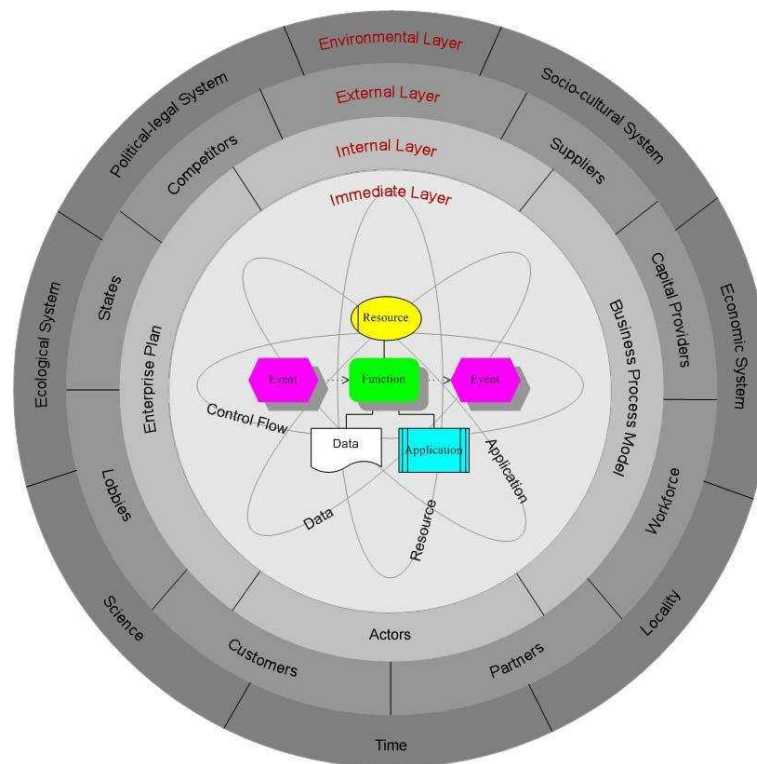 Environmental Layer
Political-legal System
Socio-cultural System
External Layer
Competitors
Suppliers
Internal Layer
Immediate Layer
Ecological System
States
Enterprise Plan
Capital Providers
Economic System
Business Process Model
Resource
Event
Function
Event
Control Flow
Data
Application
Application
Data
Resource
Lobbies
Workforce
Science
Locality
Actors
Customers
Partners
Time